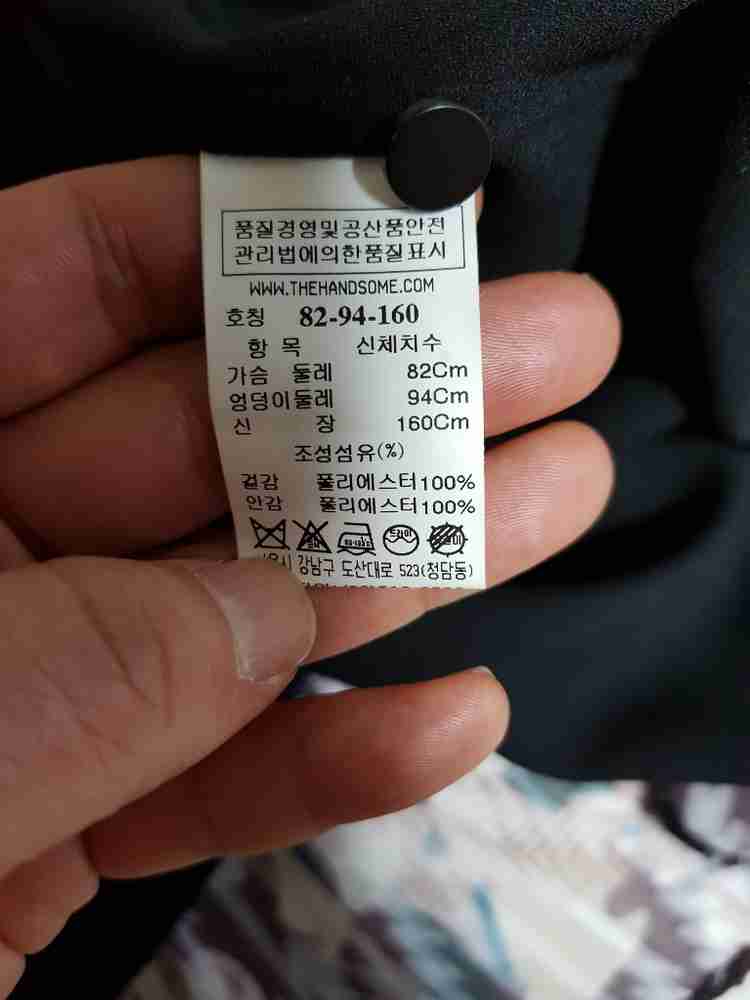 품질경영및공산품안전
관리법에의한품질표시
WWW.THEHANDSOME.COM
호칭 82-94-160
항 목 신체치수
가슴 둘레 82Cm
엉덩이둘레 94Cm
신 장 160Cm
조성섬유(%)
겉감 폴리에스터100%
안감 폴리에스터100%
드라이
강남구 도산대로 523(청담동)